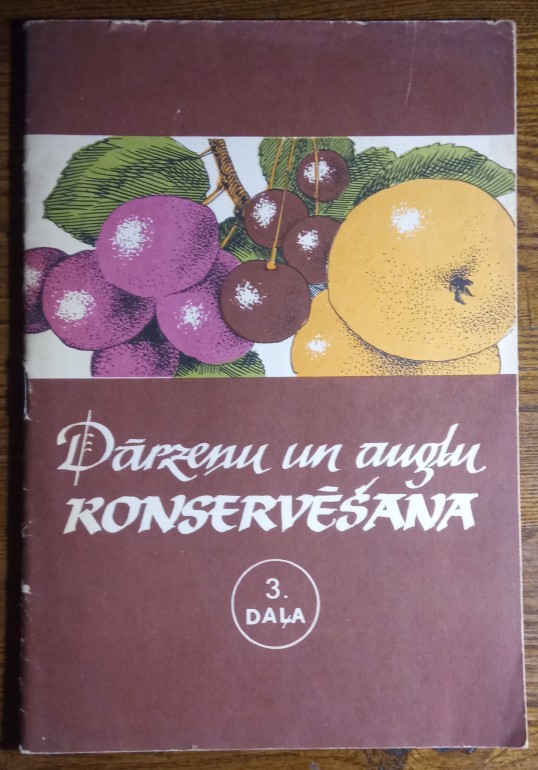 Dārzeņu un augļu
KONSERVĒŠANA
3.
DAĻA